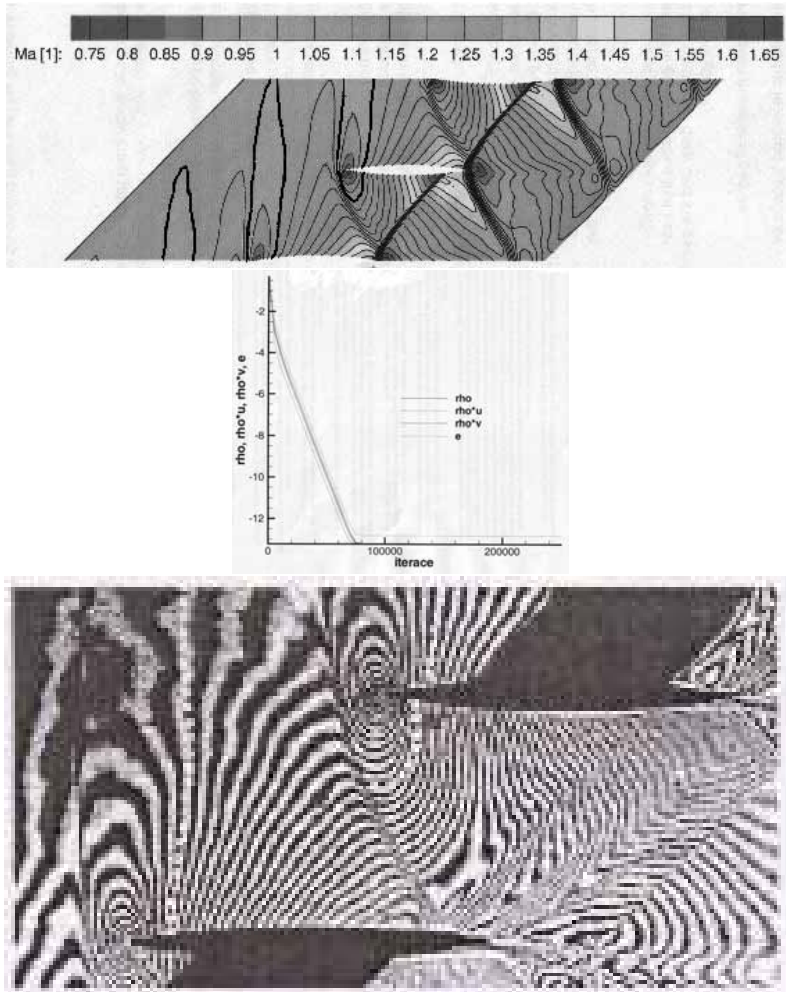 Ma [1]: 0.75 0.8 0.85 0.9 0.95 1 1.05 1.1 1.15 1.2 1.25 1.3 1.35 1.4 1.45 1.5 1.55 1.6 1.65
rho, rho*u, rho*v, e
-2
-4
-6
-8
-10
-12
rho
rho*u
rho*v
e
0 100000 200000
iterace